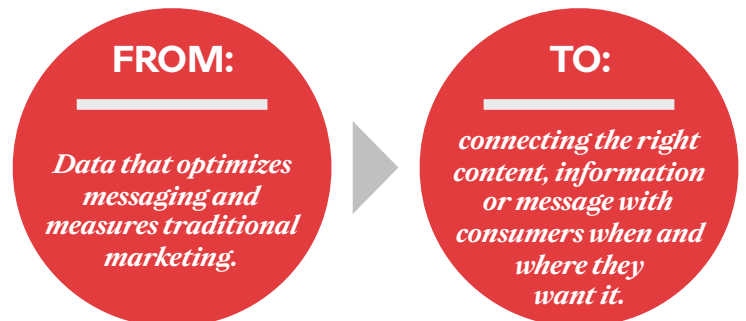 FROM:
Data that optimizes
messaging and
measures traditional
marketing.
TO:
connecting the right
content, information
or message with
consumers when and
where they
want it.